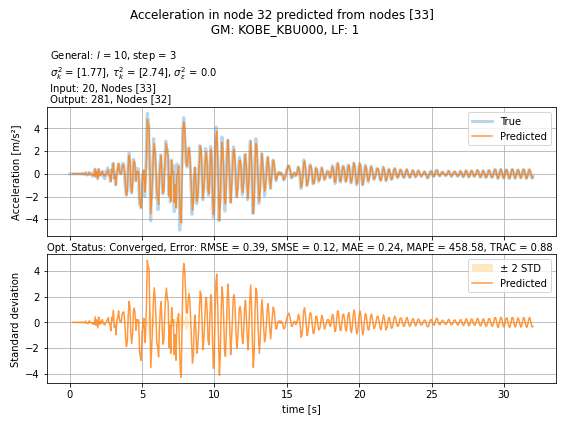 Acceleration in node 32 predicted from nodes [33]
GM: KOBE_KBU000, LF: 1
General: l = 10, step = 3
σ²ₖ = [1.77], τ²ₖ = [2.74], σ²ε = 0.0
Input: 20, Nodes [33]
Output: 281, Nodes [32]
Acceleration [m/s²]
4
2
0
−2
−4
True
Predicted
Opt. Status: Converged, Error: RMSE = 0.39, SMSE = 0.12, MAE = 0.24, MAPE = 458.58, TRAC = 0.88
Standard deviation
4
2
0
−2
−4
± 2 STD
Predicted
0 5 10 15 20 25 30
time [s]